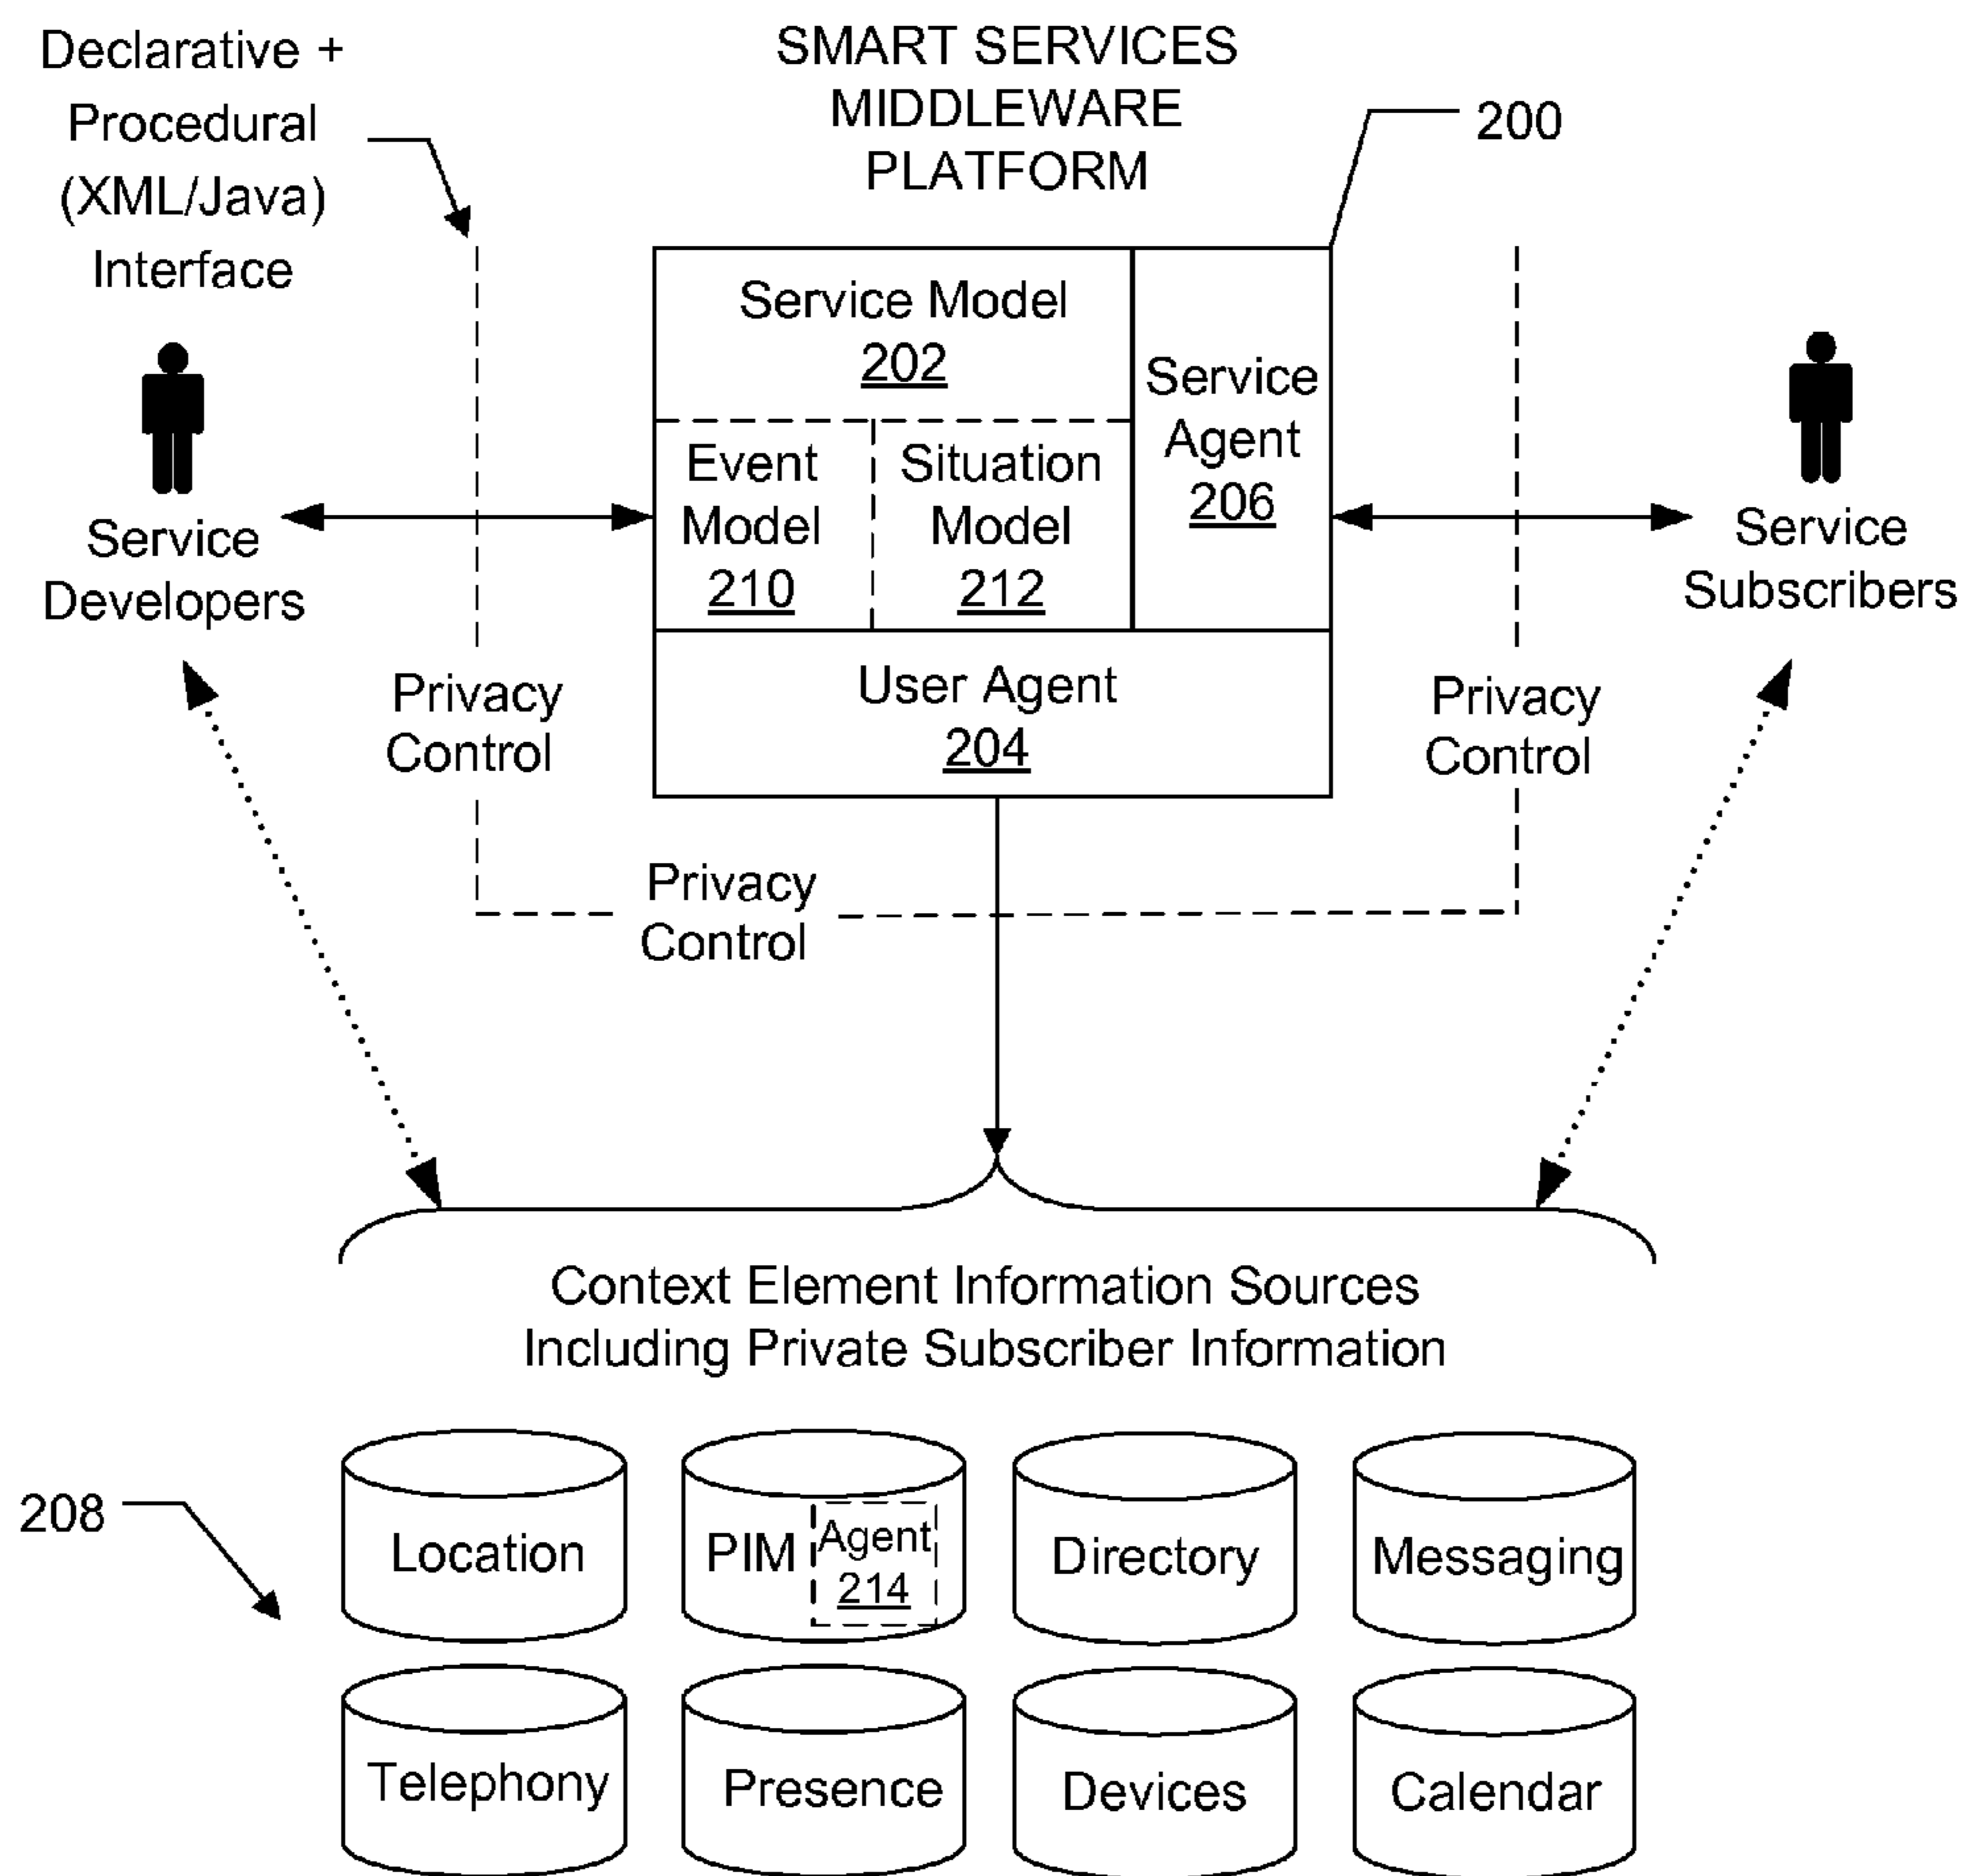 Declarative +
Procedural
(XML/Java)
Interface
SMART SERVICES
MIDDLEWARE
PLATFORM
200
Service Model
202
Service
Agent
206
Event
Model
210
Situation
Model
212
User Agent
204
Service
Developers
Service
Subscribers
Privacy
Control
Privacy
Control
Privacy
Control
Context Element Information Sources
Including Private Subscriber Information
208
Location
PIM
Agent
214
Directory
Messaging
Telephony
Presence
Devices
Calendar